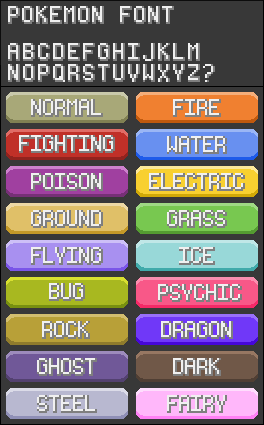 POKEMON FONT
ABCDEFGHIJKLM
NOPQRSTUVWXYZ?
NORMAL FIRE
FIGHTING WATER
POISON ELECTRIC
GROUND GRASS
FLYING ICE
BUG PSYCHIC
ROCK DRAGON
GHOST DARK
STEEL FAIRY